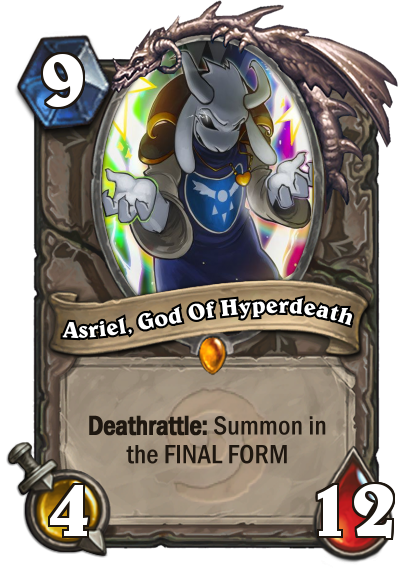 9
Asriel, God Of Hyperdeath
Deathrattle: Summon in
the FINAL FORM
4
12